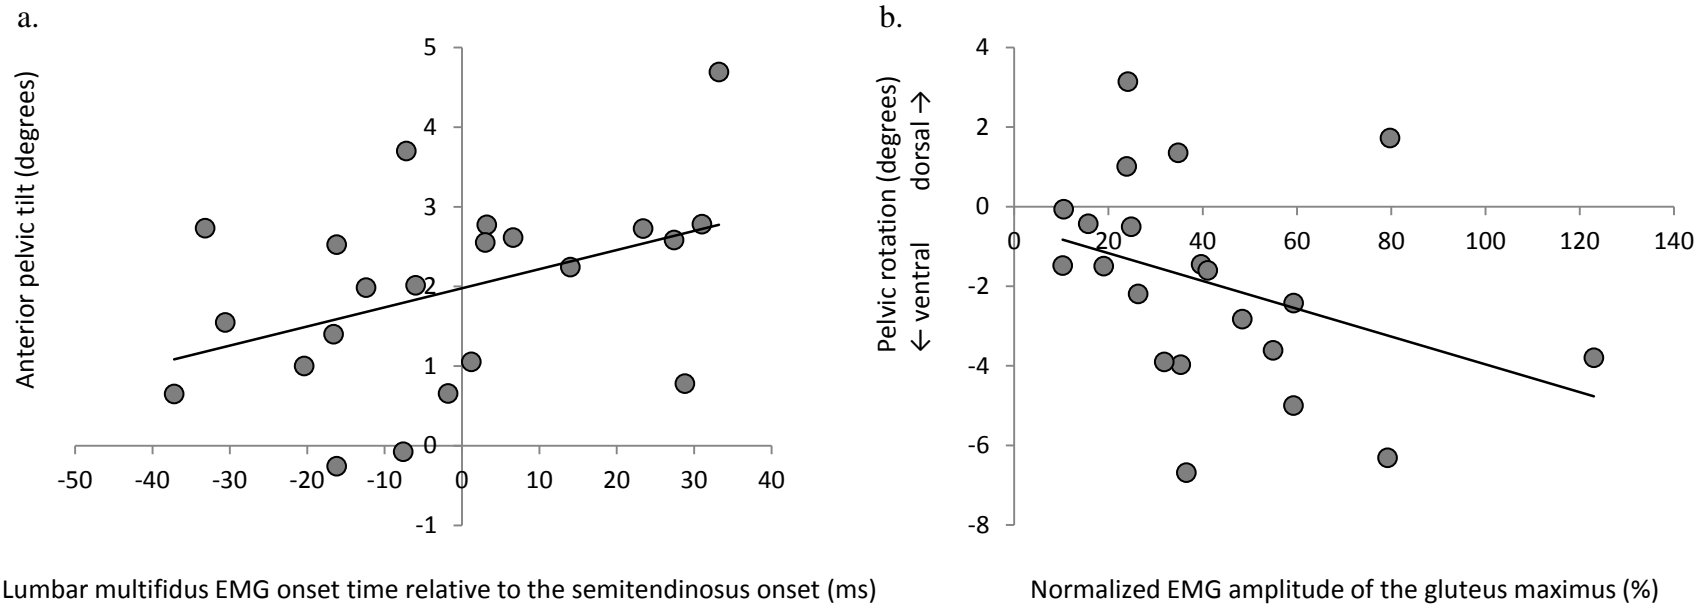 a.
Anterior pelvic tilt (degrees)
5
4
3
2
1
0
-1
-50 -40 -30 -20 -10 0 10 20 30 40
Lumbar multifidus EMG onset time relative to the semitendinosus onset (ms)
b.
Pelvic rotation (degrees)
← ventral dorsal →
4
2
0
-2
-4
-6
-8
0 20 40 60 80 100 120 140
Normalized EMG amplitude of the gluteus maximus (%)